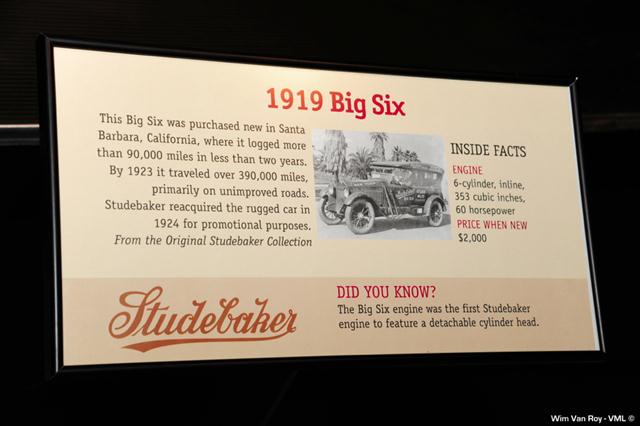 1919 Big Six
This Big Six was purchased new in Santa
Barbara, California, where it logged more
than 90,000 miles in less than two years.
By 1923 it traveled over 390,000 miles,
primarily on unimproved roads.
Studebaker reacquired the rugged car in
1924 for promotional purposes.
From the Original Studebaker Collection
INSIDE FACTS
ENGINE
6-cylinder, inline,
353 cubic inches,
60 horsepower
PRICE WHEN NEW
$2,000
Studebaker
DID YOU KNOW?
The Big Six engine was the first Studebaker
engine to feature a detachable cylinder head.
Wim Van Roy - VML ©